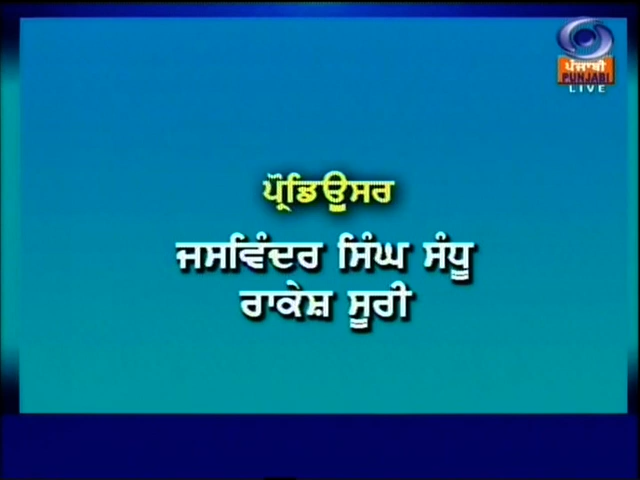 ਪੰਜਾਬੀ
PUNJABI
LIVE
ਪ੍ਰੋਡਿਊਸਰ
ਜਸਵਿੰਦਰ ਸਿੰਘ ਸੰਧੂ
ਰਾਕੇਸ਼ ਸੂਰੀ